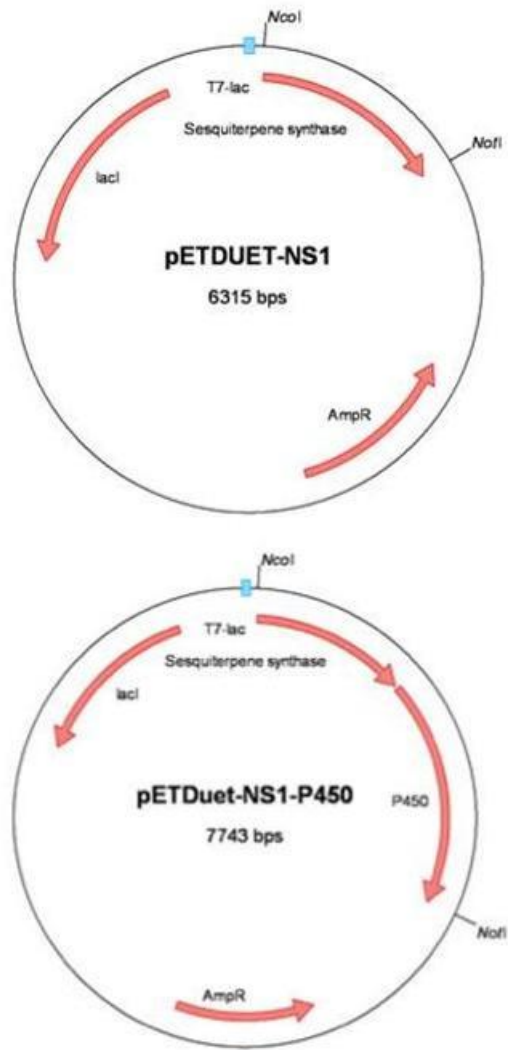 NcoI
T7-lac
Sesquiterpene synthase
NotI
lacI
pETDUET-NS1
6315 bps
AmpR
NcoI
T7-lac
Sesquiterpene synthase
lacI
pETDuet-NS1-P450
P450
7743 bps
NotI
AmpR